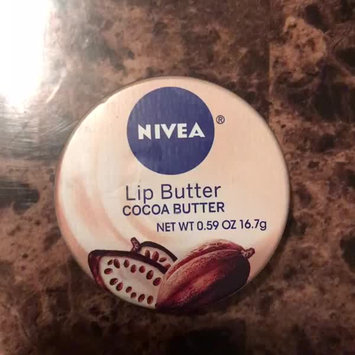 NIVEA®
Lip Butter
COCOA BUTTER
NET WT 0.59 OZ 16.7g